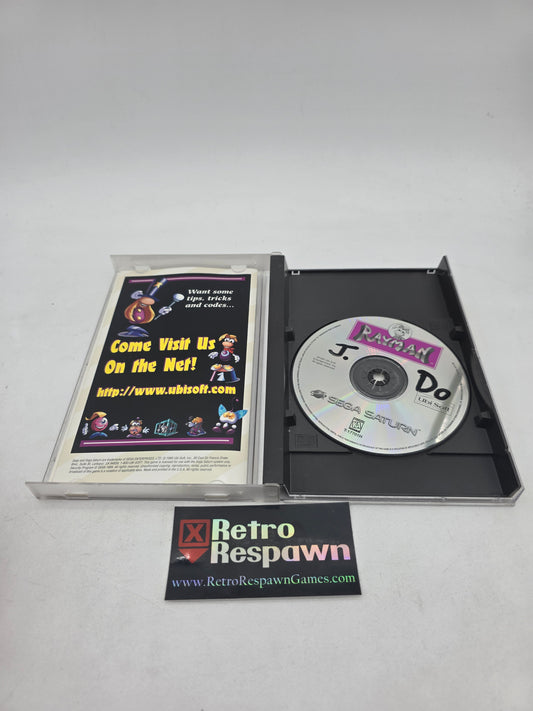 Want some
tips, tricks
and codes...
Come Visit Us
On the Net!
http://www.ubisoft.com
RAYMAN
J. Do
Ubi Soft
SEGA SATURN
Retro
Respawn
www.RetroRespawnGames.com